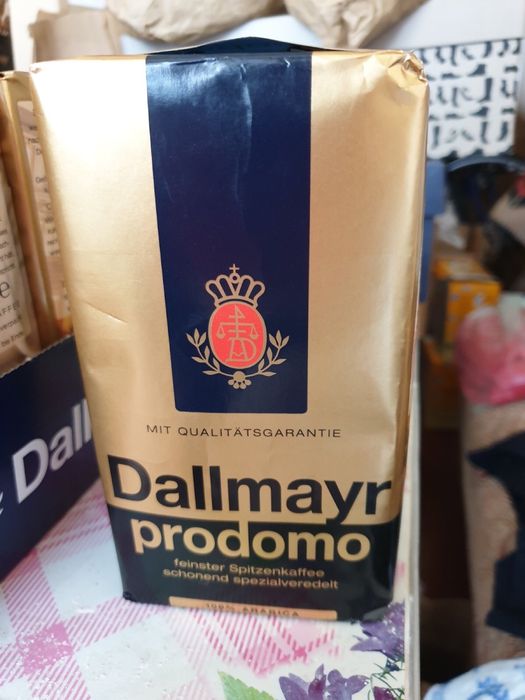 MIT QUALITÄTSGARANTIE
Dallmayr
prodomo
feinster Spitzenkaffee
schonend spezialveredelt
100% ARABICA
Dall